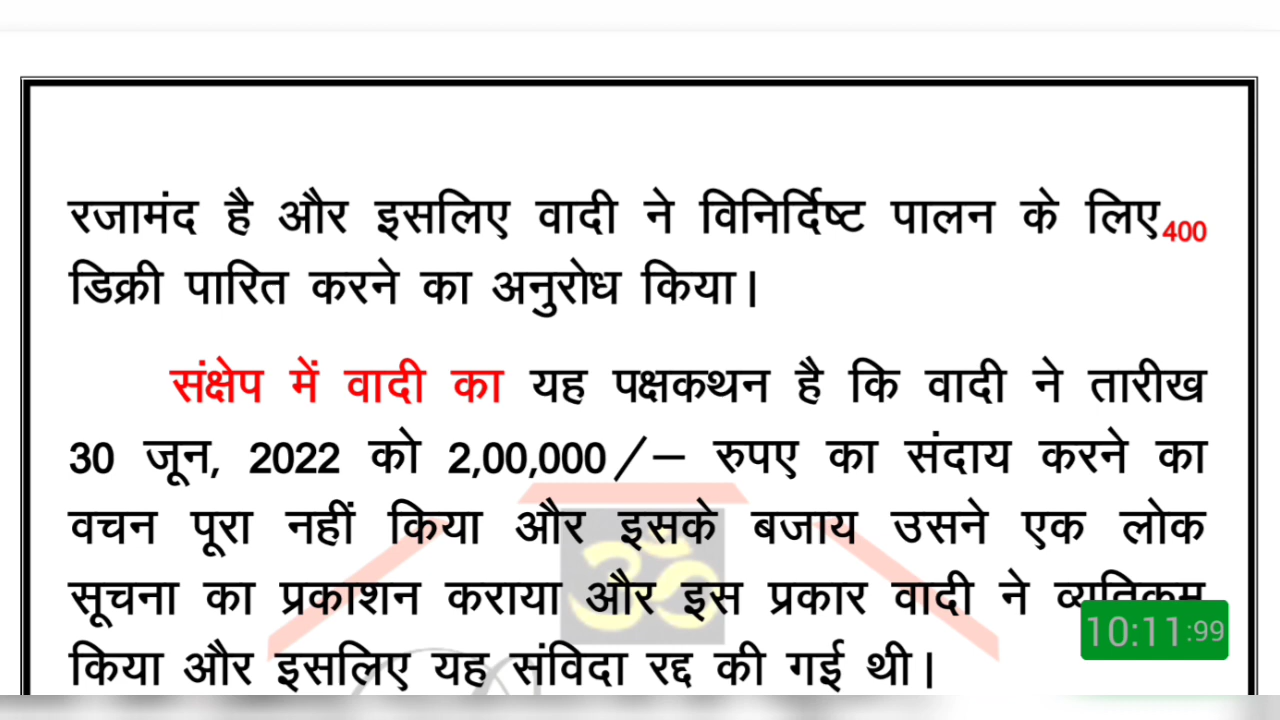 रजामंद है और इसलिए वादी ने विनिर्दिष्ट पालन के लिए400
डिक्री पारित करने का अनुरोध किया।
संक्षेप में वादी का यह पक्षकथन है कि वादी ने तारीख
30 जून, 2022 को 2,00,000/– रुपए का संदाय करने का
वचन पूरा नहीं किया और इसके बजाय उसने एक लोक
सूचना का प्रकाशन कराया और इस प्रकार वादी ने व्यतिक्रम
किया और इसलिए यह संविदा रद्द की गई थी।
ॐ
10:11:99